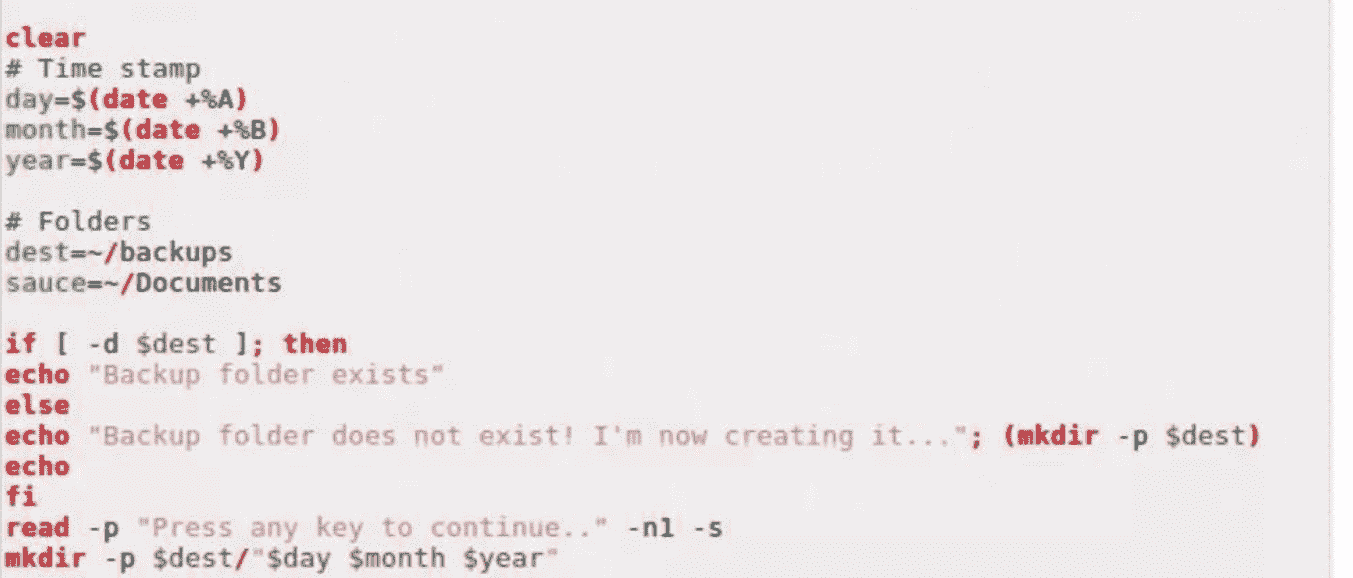 clear
# Time stamp
day=$(date +%A)
month=$(date +%B)
year=$(date +%Y)
# Folders
dest=~/backups
sauce=~/Documents
if [ -d $dest ]; then
echo "Backup folder exists"
else
echo "Backup folder does not exist! I'm now creating it..."; (mkdir -p $dest)
echo
fi
read -p "Press any key to continue.." -n1 -s
mkdir -p $dest/"$day $month $year"